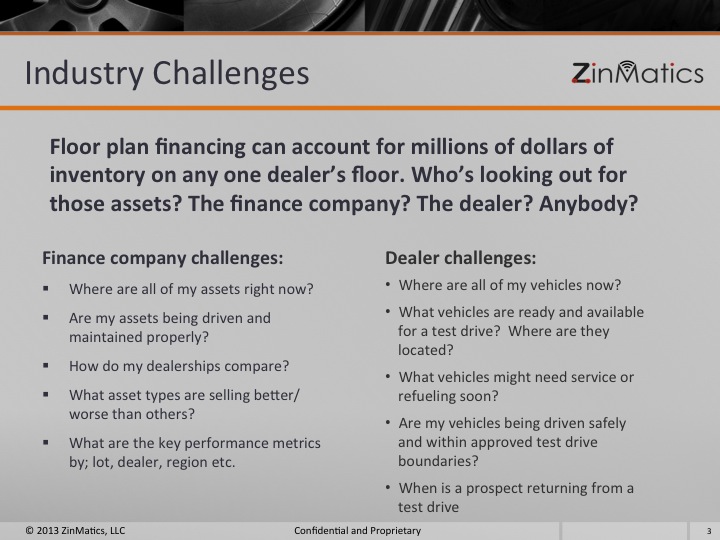 Industry Challenges
ZinMatics
Floor plan financing can account for millions of dollars of
inventory on any one dealer's floor. Who's looking out for
those assets? The finance company? The dealer? Anybody?
Finance company challenges:
▪ Where are all of my assets right now?
▪ Are my assets being driven and
maintained properly?
▪ How do my dealerships compare?
▪ What asset types are selling better/
worse than others?
▪ What are the key performance metrics
by; lot, dealer, region etc.
Dealer challenges:
• Where are all of my vehicles now?
• What vehicles are ready and available
for a test drive?  Where are they
located?
• What vehicles might need service or
refueling soon?
• Are my vehicles being driven safely
and within approved test drive
boundaries?
• When is a prospect returning from a
test drive
© 2013 ZinMatics, LLC
Confidential and Proprietary
3